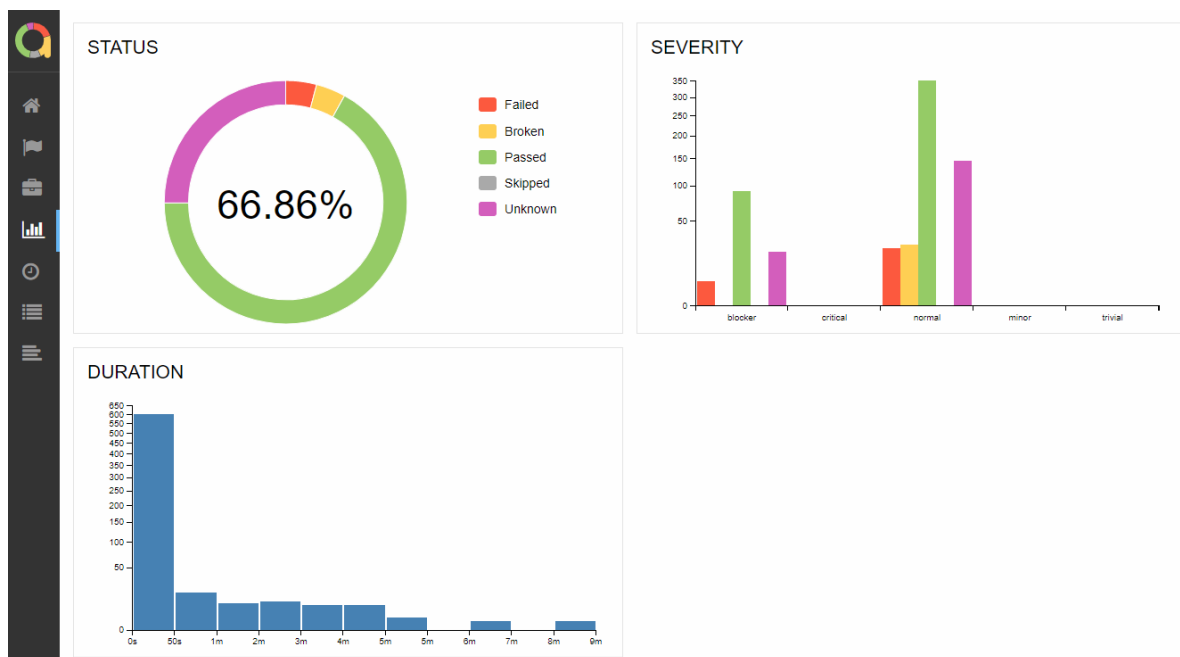 STATUS
66.86%
Failed
Broken
Passed
Skipped
Unknown
SEVERITY
350
300
250
200
150
100
50
0
blocker critical normal minor trivial
DURATION
650
600
550
500
450
400
350
300
250
200
150
100
50
0
0s 50s 1m 2m 3m 4m 5m 5m 6m 7m 8m 9m